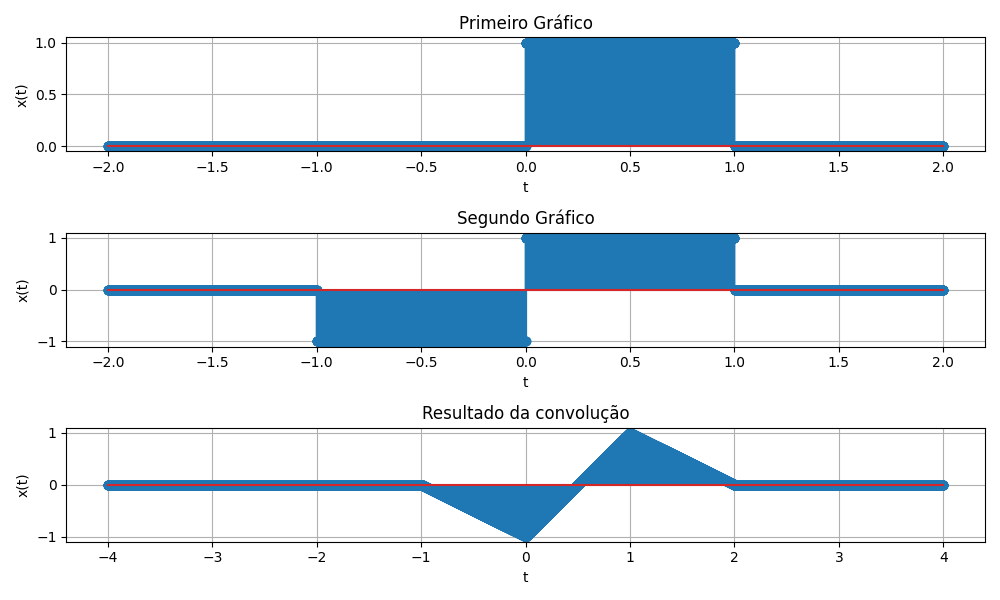 Primeiro Gráfico
1.0
0.5
0.0
x(t)
−2.0 −1.5 −1.0 −0.5 0.0 0.5 1.0 1.5 2.0
t
Segundo Gráfico
1
0
−1
x(t)
−2.0 −1.5 −1.0 −0.5 0.0 0.5 1.0 1.5 2.0
t
Resultado da convolução
1
0
−1
x(t)
−4 −3 −2 −1 0 1 2 3 4
t